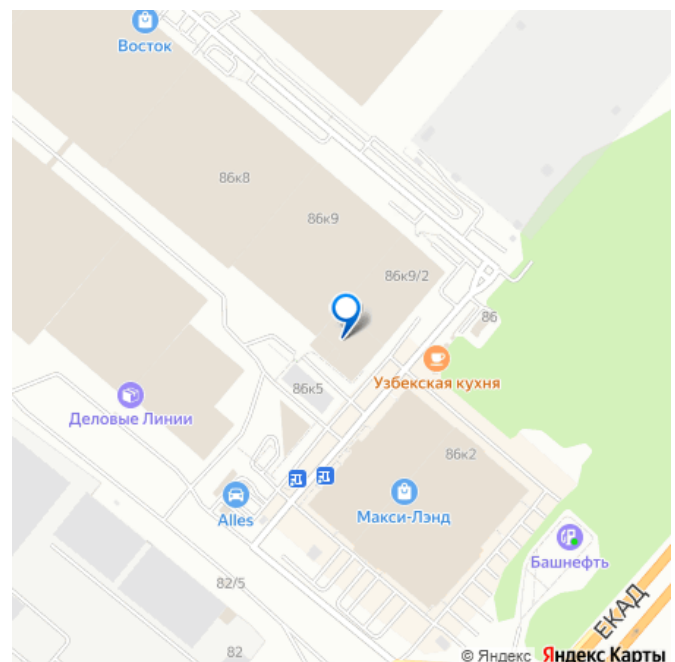 Восток
86к8
86к9
86к9/2
86
Узбекская кухня
86к5
Деловые Линии
86к2
Макси-Лэнд
Alles
Башнефть
82/5
ЕКАД
82
© Яндекс Яндекс Карты